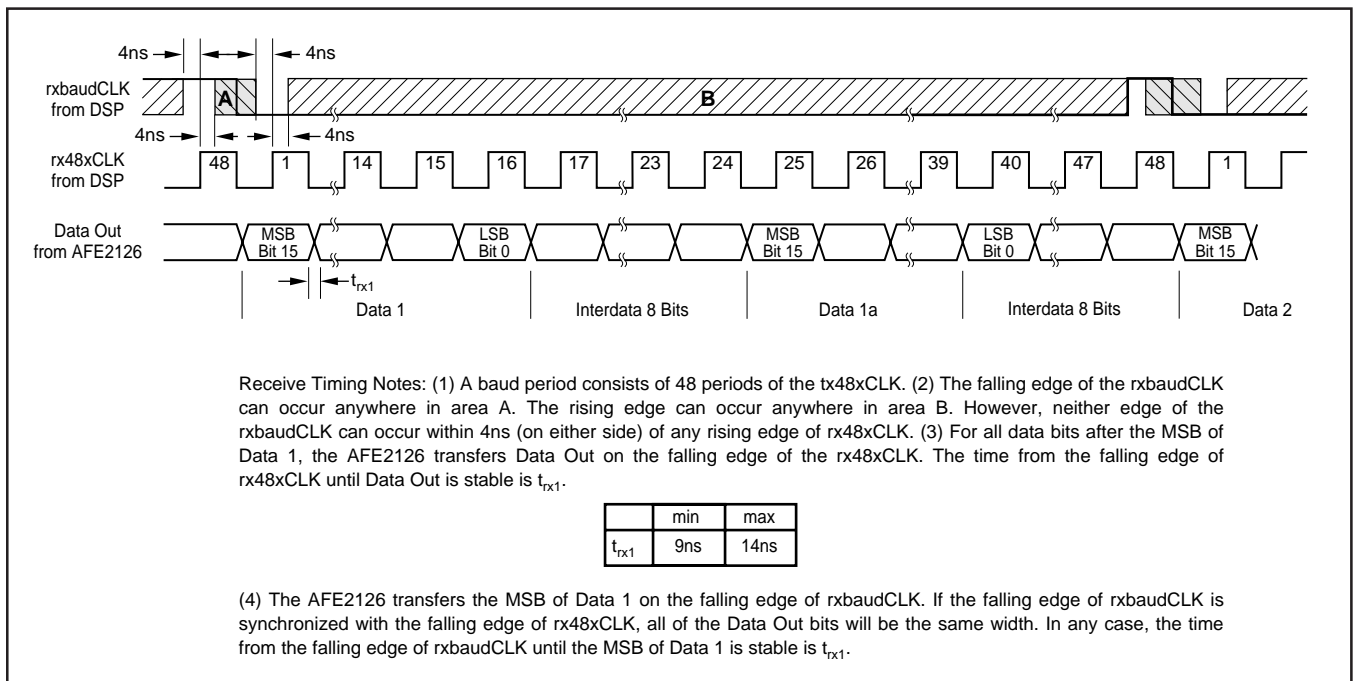 4ns 4ns
rxbaudCLK
from DSP
A B
4ns 4ns
rx48xCLK
from DSP
48 1 14 15 16 17 23 24 25 26 39 40 47 48 1
Data Out
from AFE2126
MSB
Bit 15
LSB
Bit 0
MSB
Bit 15
LSB
Bit 0
MSB
Bit 15
trx1
Data 1 Interdata 8 Bits Data 1a Interdata 8 Bits Data 2
Receive Timing Notes: (1) A baud period consists of 48 periods of the tx48xCLK. (2) The falling edge of the rxbaudCLK
can occur anywhere in area A. The rising edge can occur anywhere in area B. However, neither edge of the
rxbaudCLK can occur within 4ns (on either side) of any rising edge of rx48xCLK. (3) For all data bits after the MSB of
Data 1, the AFE2126 transfers Data Out on the falling edge of the rx48xCLK. The time from the falling edge of
rx48xCLK until Data Out is stable is trx1.
min max
trx1 9ns 14ns
(4) The AFE2126 transfers the MSB of Data 1 on the falling edge of rxbaudCLK. If the falling edge of rxbaudCLK is
synchronized with the falling edge of rx48xCLK, all of the Data Out bits will be the same width. In any case, the time
from the falling edge of rxbaudCLK until the MSB of Data 1 is stable is trx1.